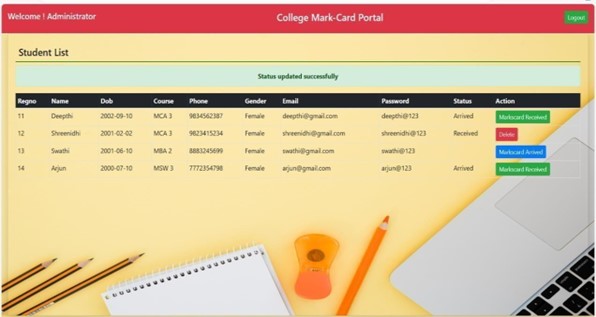 Welcome ! Administrator College Mark-Card Portal Logout
Student List
Status updated successfully
Regno Name Dob Course Phone Gender Email Password Status Action
11 Deepthi 2002-09-10 MCA 3 9834562387 Female deepthi@gmail.com deepthi@123 Arrived Markscard Received
12 Shreenidhi 2001-02-02 MCA 3 9823415234 Female shreenidhi@gmail.com shreenidhi@123 Received Delete
13 Swathi 2001-06-10 MBA 2 8883245699 Female swathi@gmail.com swathi@123 Markscard Arrived
14 Arjun 2000-07-10 MSW 3 7772354798 Female arjun@gmail.com arjun@123 Arrived Markscard Received